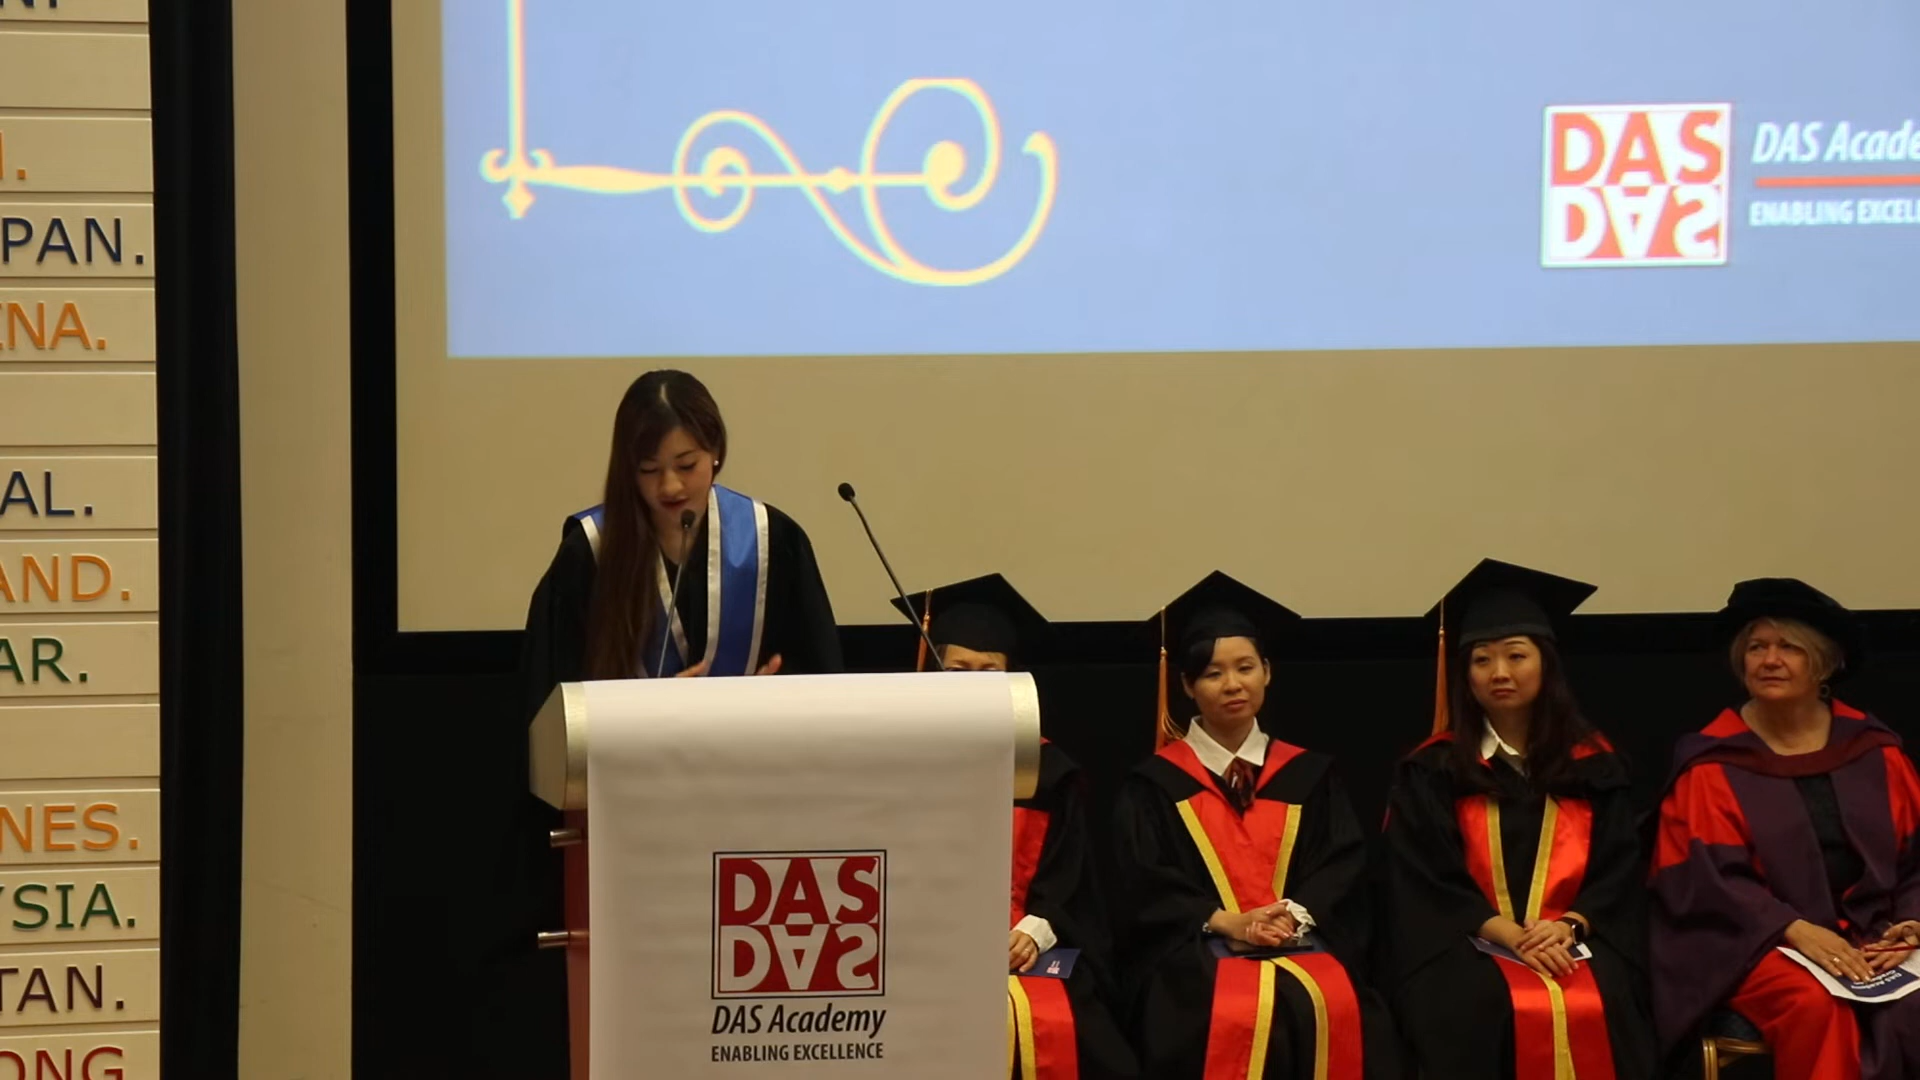 PAN.
NA.
AL.
AND.
AR.
NES.
YSIA.
TAN.
ONG
DAS
DAS
DAS Acade
ENABLING EXCELL
DAS
DAS
DAS Academy
ENABLING EXCELLENCE